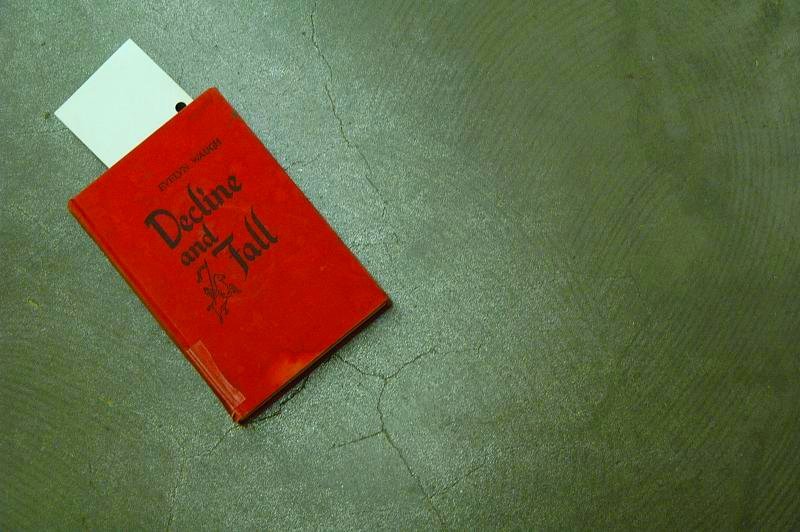 EVELYN WAUGH
Decline
and
Fall